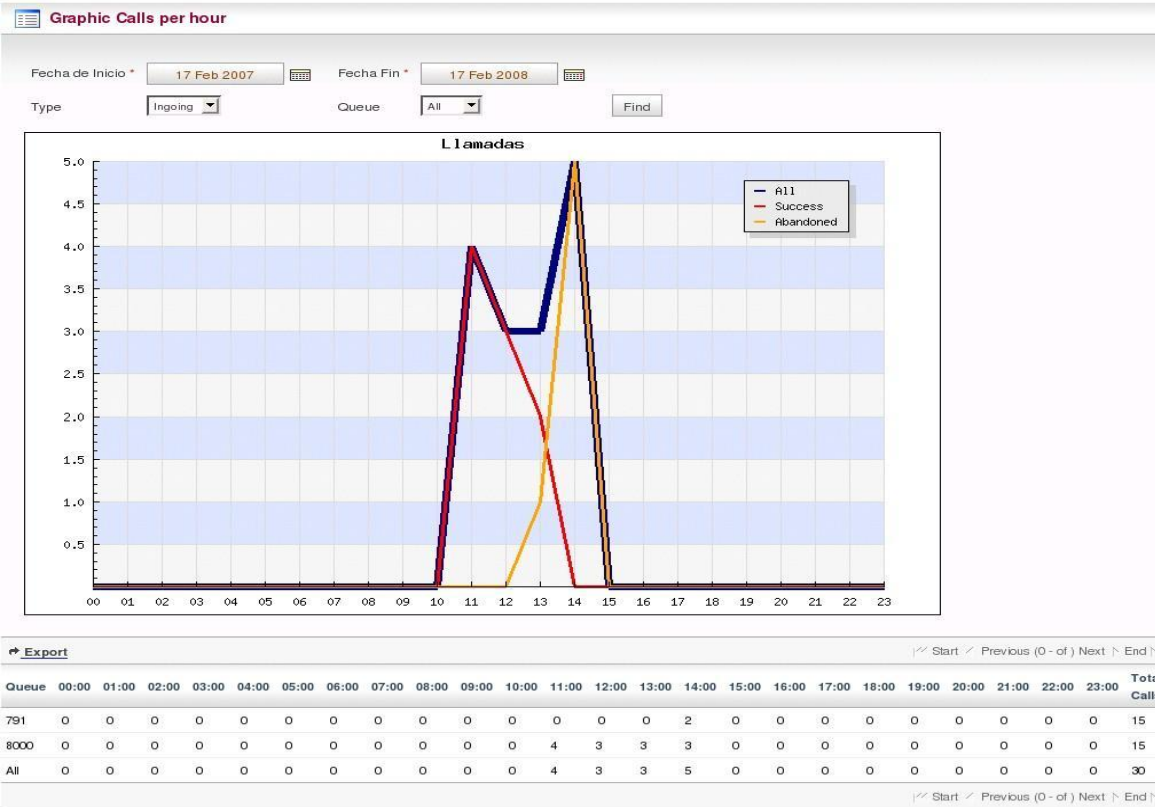 Graphic Calls per hour
Fecha de Inicio * 17 Feb 2007 Fecha Fin * 17 Feb 2008
Type Ingoing Queue All Find
Llamadas
5.0
4.5
4.0
3.5
3.0
2.5
2.0
1.5
1.0
0.5
All
Success
Abandoned
00 01 02 03 04 05 06 07 08 09 10 11 12 13 14 15 16 17 18 19 20 21 22 23
Export Start Previous (0 - of ) Next End
Queue 00:00 01:00 02:00 03:00 04:00 05:00 06:00 07:00 08:00 09:00 10:00 11:00 12:00 13:00 14:00 15:00 16:00 17:00 18:00 19:00 20:00 21:00 22:00 23:00 Tota
Calls
791 0 0 0 0 0 0 0 0 0 0 0 0 0 0 2 0 0 0 0 0 0 0 0 0 15
8000 0 0 0 0 0 0 0 0 0 0 0 4 3 3 3 0 0 0 0 0 0 0 0 0 15
All 0 0 0 0 0 0 0 0 0 0 0 4 3 3 5 0 0 0 0 0 0 0 0 0 30
Start Previous (0 - of ) Next End